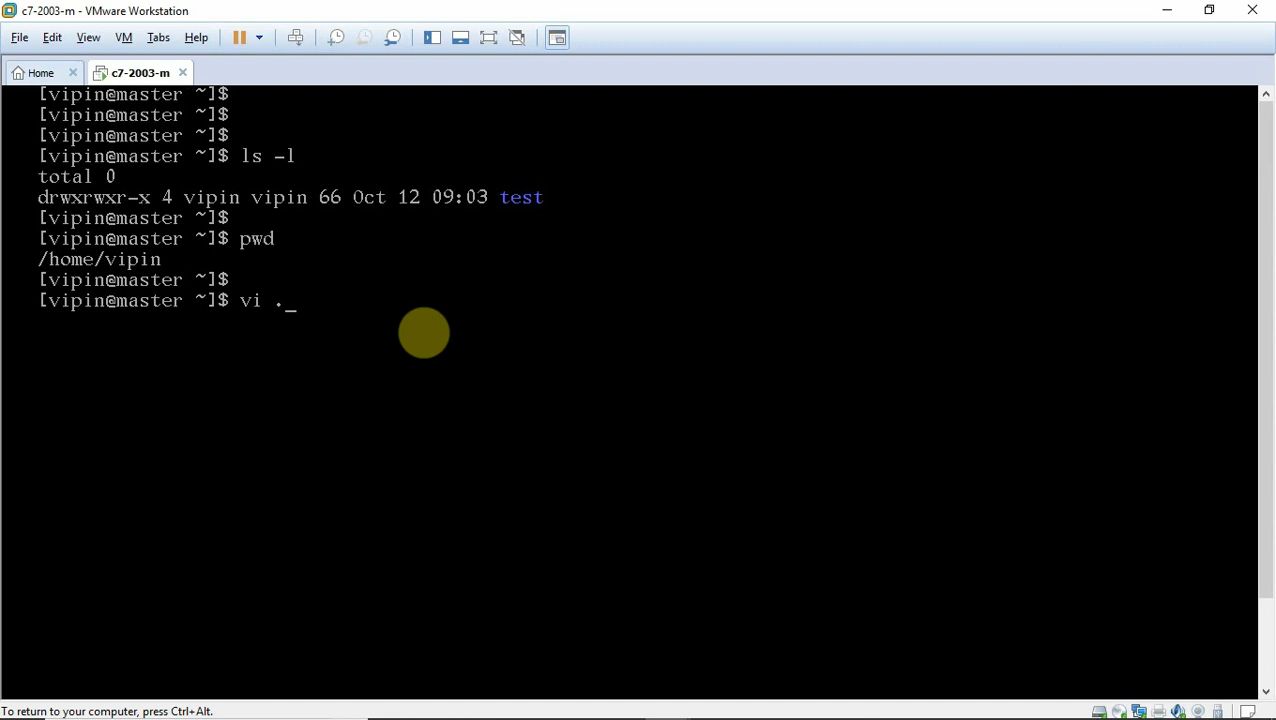 c7-2003-m - VMware Workstation
File Edit View VM Tabs Help
Home c7-2003-m
[vipin@master ~]$
[vipin@master ~]$
[vipin@master ~]$
[vipin@master ~]$ ls -l
total 0
drwxrwxr-x 4 vipin vipin 66 Oct 12 09:03 test
[vipin@master ~]$
[vipin@master ~]$ pwd
/home/vipin
[vipin@master ~]$
[vipin@master ~]$ vi ._
To return to your computer, press Ctrl+Alt.